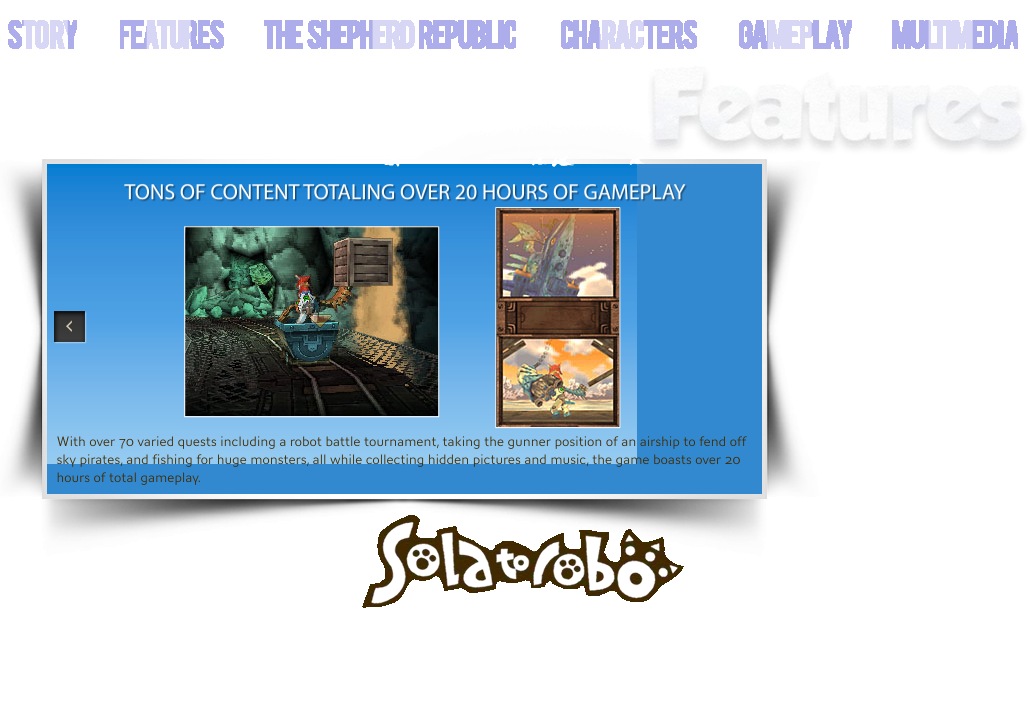 STORY FEATURES THE SHEPHERD REPUBLIC CHARACTERS GAMEPLAY MULTIMEDIA
Features
TONS OF CONTENT TOTALING OVER 20 HOURS OF GAMEPLAY
With over 70 varied quests including a robot battle tournament, taking the gunner position of an airship to fend off
sky pirates, and fishing for huge monsters, all while collecting hidden pictures and music, the game boasts over 20
hours of total gameplay.
Solatorobo